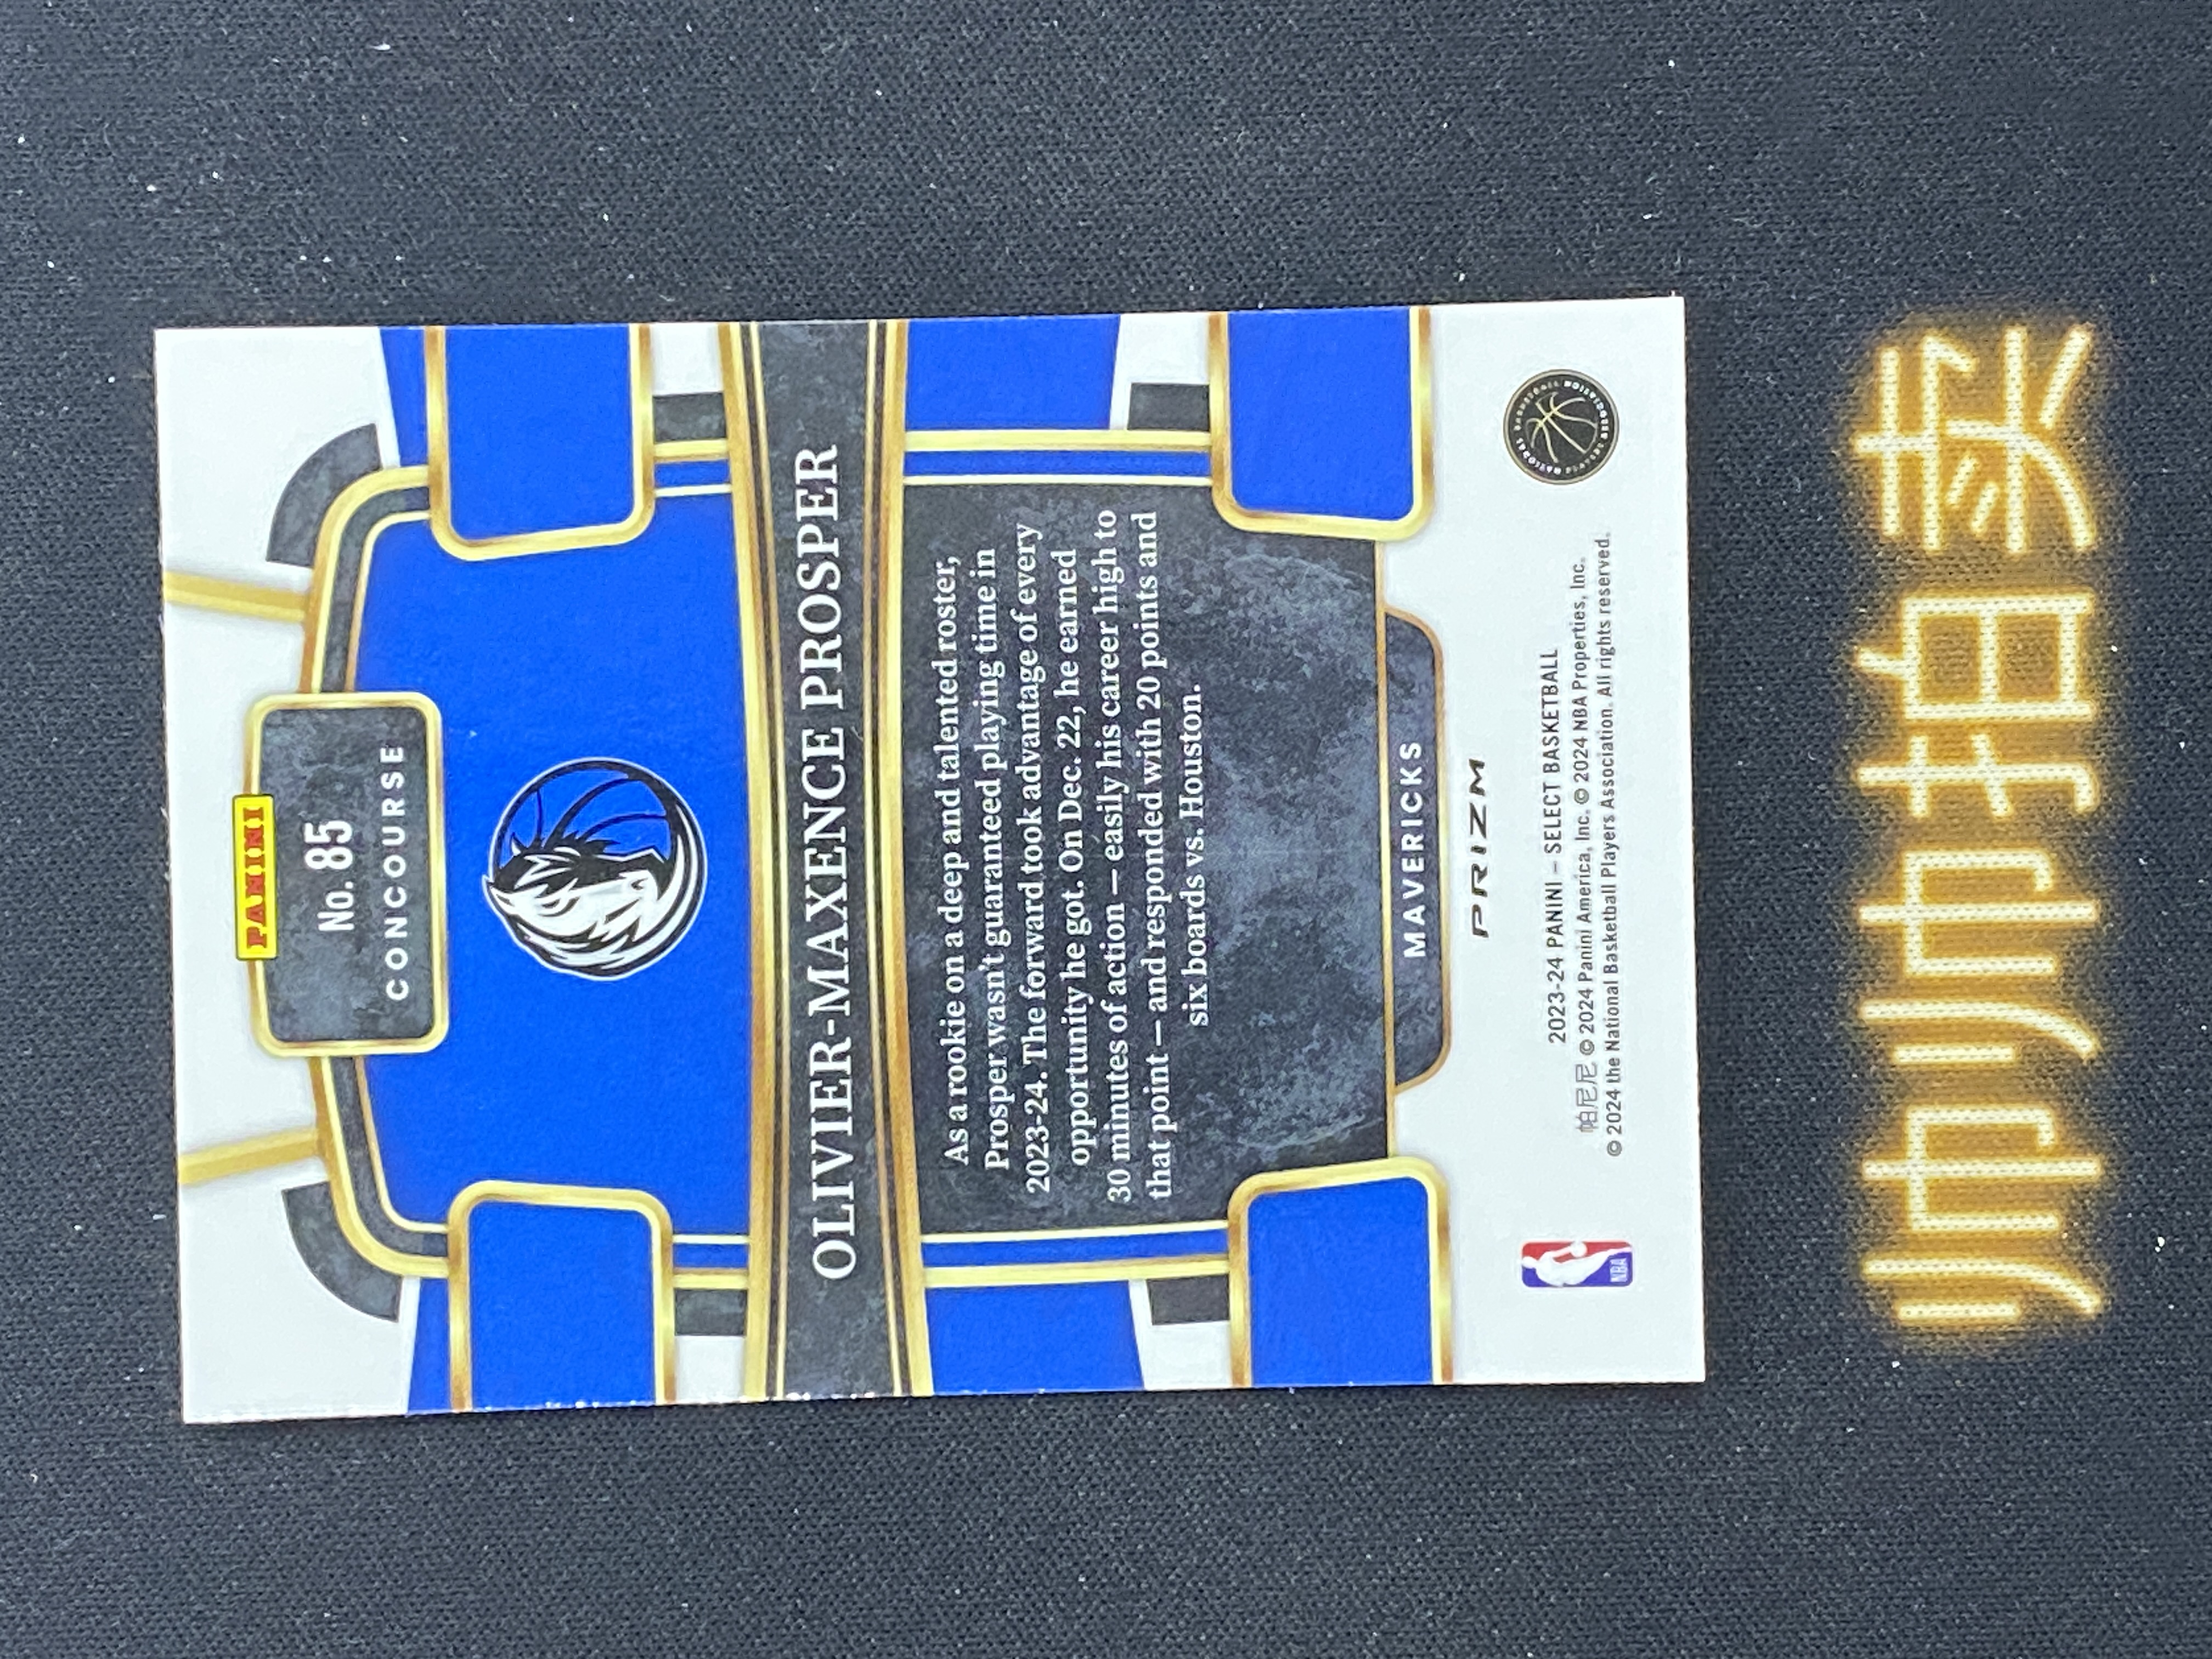 PANINI
No. 85
CONCOURSE
OLIVIER-MAXENCE PROSPER
As a rookie on a deep and talented roster,
Prosper wasn't guaranteed playing time in
2023-24. The forward took advantage of every
opportunity he got. On Dec. 22, he earned
30 minutes of action — easily his career high to
that point — and responded with 20 points and
six boards vs. Houston.
MAVERICKS
PRIZM
2023-24 PANINI – SELECT BASKETBALL
帕尼尼 © 2024 Panini America, Inc. © 2024 NBA Properties, Inc.
© 2024 the National Basketball Players Association. All rights reserved.
NBA
帅巾帅巾拍卖